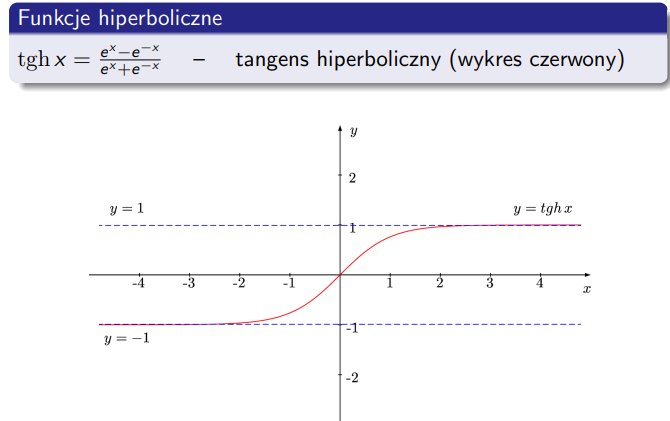 Funkcje hiperboliczne
tgh x = \frac{e^x-e^{-x}}{e^x+e^{-x}} – tangens hiperboliczny (wykres czerwony)
y
2
y = 1
y = tgh x
1
-4 -3 -2 -1 1 2 3 4
x
-1
y = −1
-2